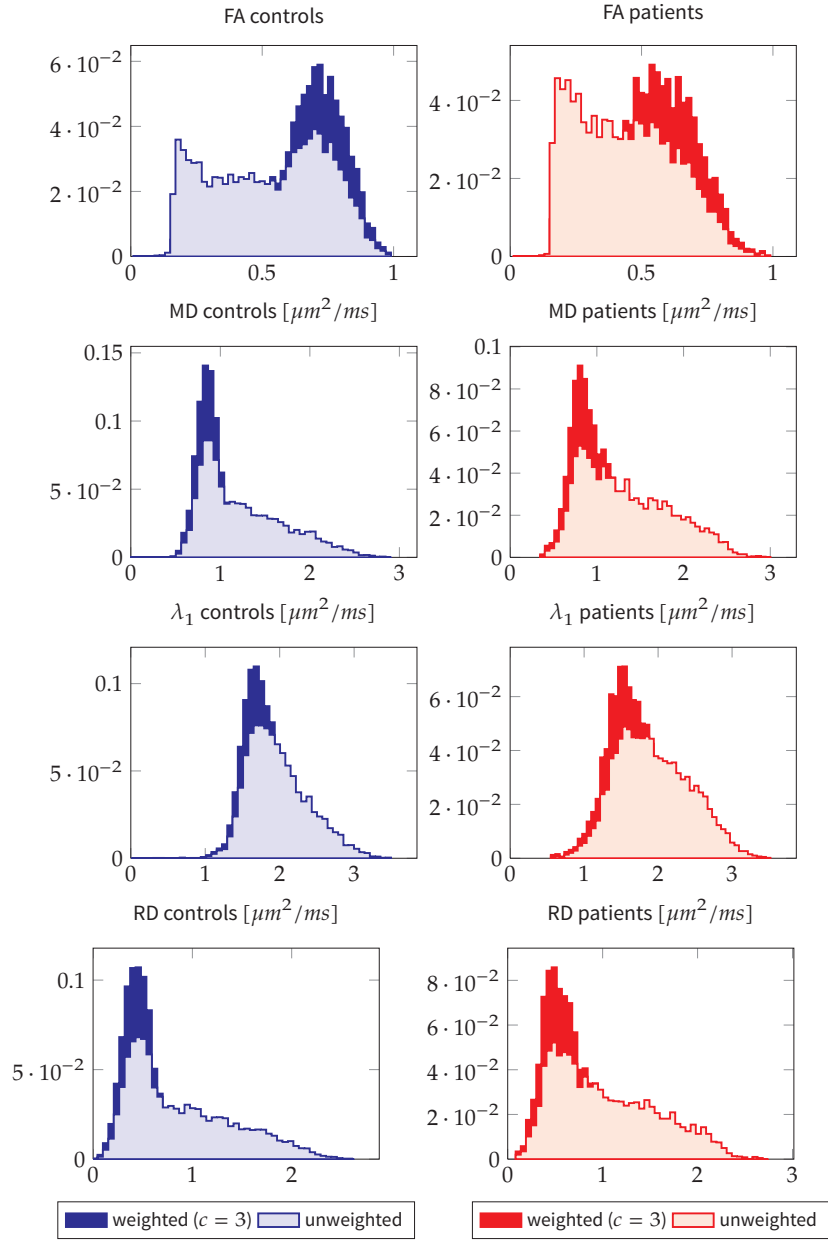 FA controls
FA patients
6 · 10⁻²
4 · 10⁻²
2 · 10⁻²
0
0 0.5 1
4 · 10⁻²
2 · 10⁻²
0
0 0.5 1
MD controls [μm²/ms]
MD patients [μm²/ms]
0.15
0.1
5 · 10⁻²
0
0 1 2 3
0.1
8 · 10⁻²
6 · 10⁻²
4 · 10⁻²
2 · 10⁻²
0
0 1 2 3
λ₁ controls [μm²/ms]
λ₁ patients [μm²/ms]
0.1
5 · 10⁻²
0
0 1 2 3
6 · 10⁻²
4 · 10⁻²
2 · 10⁻²
0
0 1 2 3
RD controls [μm²/ms]
RD patients [μm²/ms]
0.1
5 · 10⁻²
0
0 1 2
8 · 10⁻²
6 · 10⁻²
4 · 10⁻²
2 · 10⁻²
0
0 1 2 3
weighted (c = 3) unweighted
weighted (c = 3) unweighted